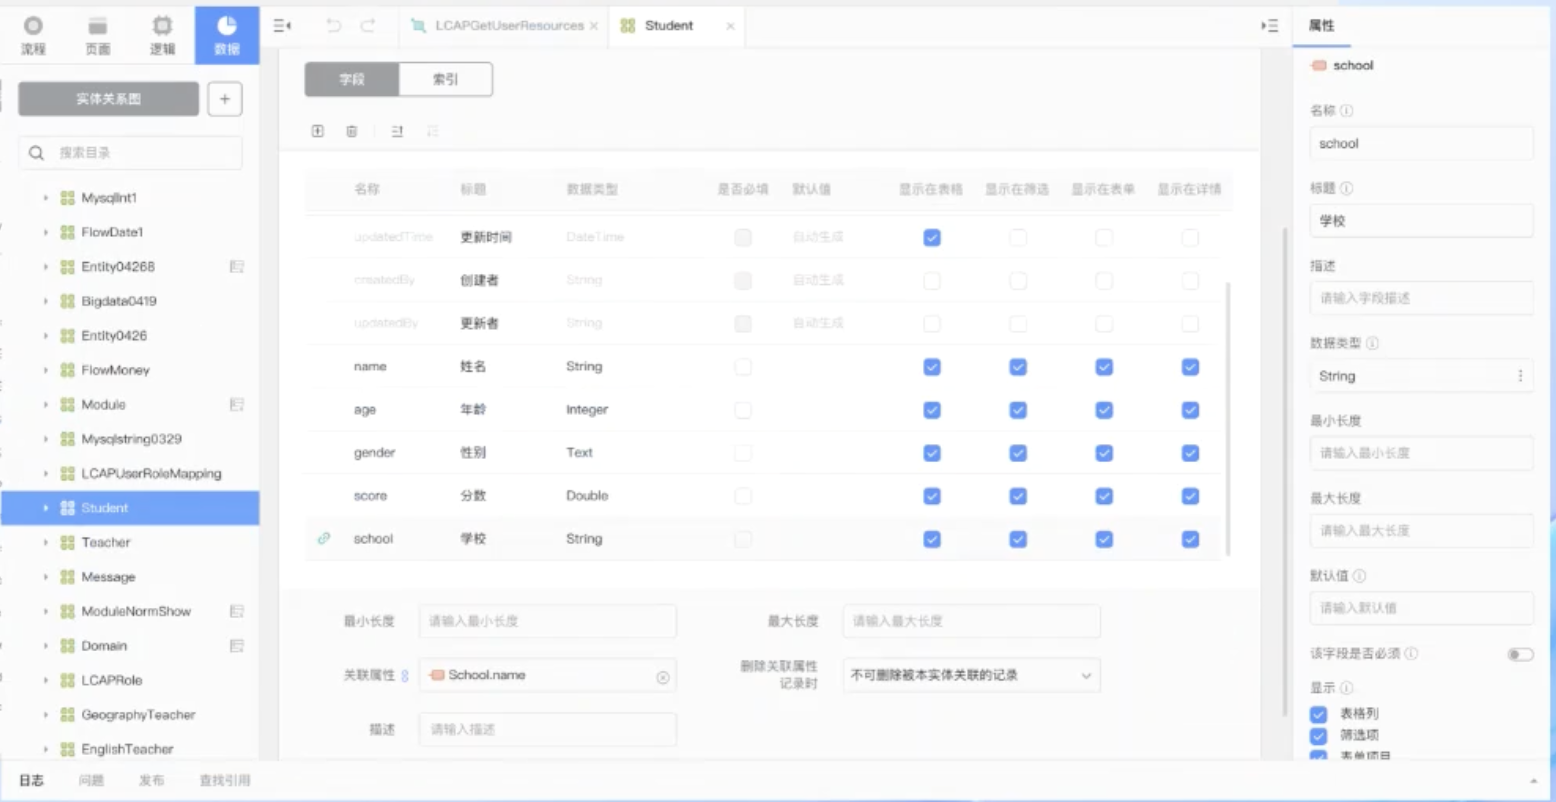 流程
页面
逻辑
数据
LCAPGetUserResources
Student
属性
实体关系图
搜索目录
MysqlInt1
FlowDate1
Entity04268
Bigdata0419
Entity0426
FlowMoney
Module
Mysqlstring0329
LCAPUserRoleMapping
Student
Teacher
Message
ModuleNormShow
Domain
LCAPRole
GeographyTeacher
EnglishTeacher
字段 索引
名称 标题 数据类型 是否必填 默认值 显示在表格 显示在筛选 显示在表单 显示在详情
updatedTime 更新时间 DateTime 自动生成
createdBy 创建者 String 自动生成
updatedBy 更新者 String 自动生成
name 姓名 String
age 年龄 Integer
gender 性别 Text
score 分数 Double
school 学校 String
最小长度 请输入最小长度 最大长度 请输入最大长度
关联属性 School.name 删除关联属性
记录时 不可删除被本实体关联的记录
描述 请输入描述
school
名称
school
标题
学校
描述
请输入字段描述
数据类型
String
最小长度
请输入最小长度
最大长度
请输入最大长度
默认值
请输入默认值
该字段是否必须
显示
表格列
筛选项
表单项目
日志 问题 发布 查找引用